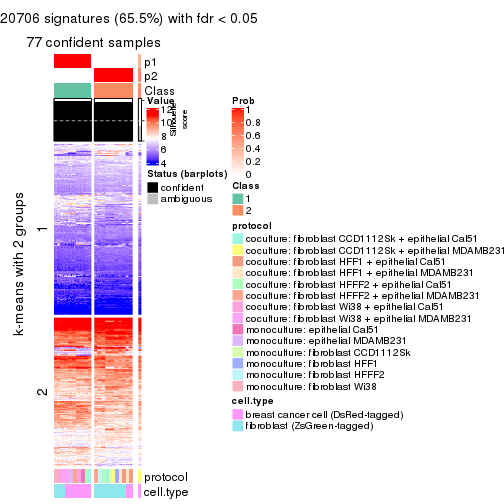 20706 signatures (65.5%) with fdr < 0.05
77 confident samples
p1
p2
Class
Silhouette
score
k-means with 2 groups
1
2
protocol
cell.type
Value
12
10
8
6
4
Status (barplots)
confident
ambiguous
Prob
1
0.8
0.6
0.4
0.2
0
Class
1
2
protocol
coculture: fibroblast CCD1112Sk + epithelial Cal51
coculture: fibroblast CCD1112Sk + epithelial MDAMB231
coculture: fibroblast HFF1 + epithelial Cal51
coculture: fibroblast HFF1 + epithelial MDAMB231
coculture: fibroblast HFFF2 + epithelial Cal51
coculture: fibroblast HFFF2 + epithelial MDAMB231
coculture: fibroblast Wi38 + epithelial Cal51
coculture: fibroblast Wi38 + epithelial MDAMB231
monoculture: epithelial Cal51
monoculture: epithelial MDAMB231
monoculture: fibroblast CCD1112Sk
monoculture: fibroblast HFF1
monoculture: fibroblast HFFF2
monoculture: fibroblast Wi38
cell.type
breast cancer cell (DsRed-tagged)
fibroblast (ZsGreen-tagged)